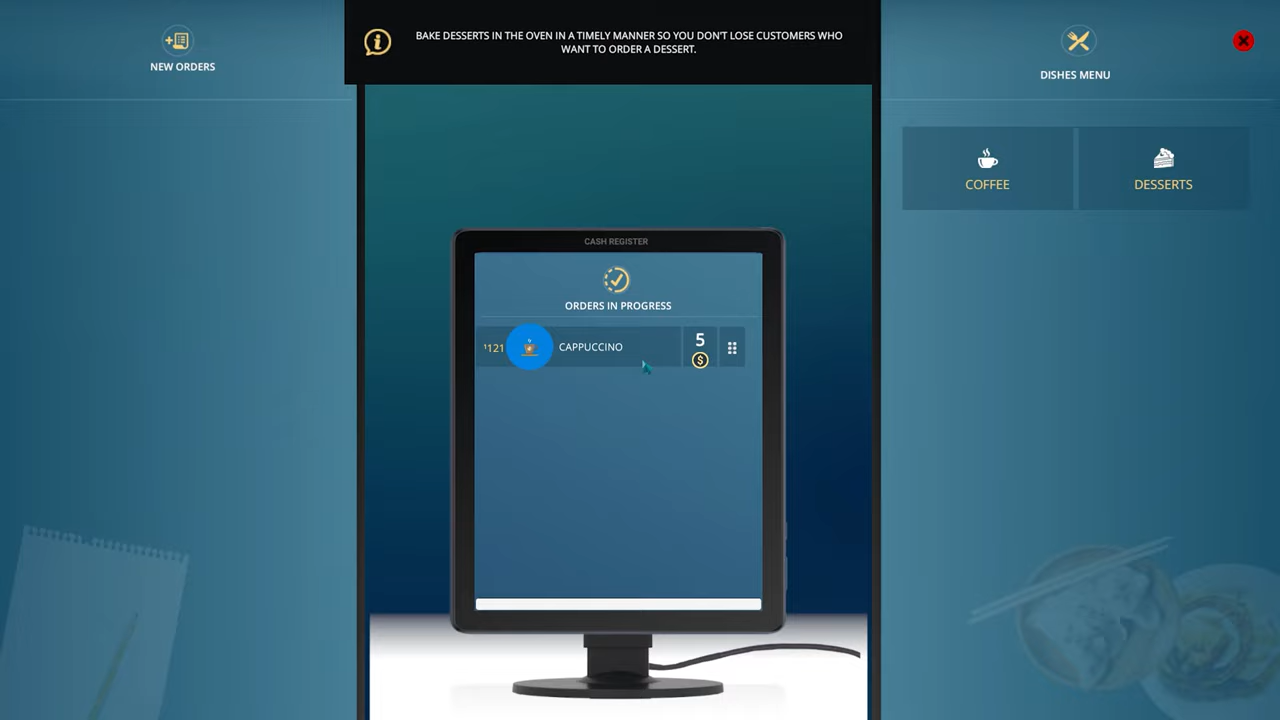 NEW ORDERS
BAKE DESSERTS IN THE OVEN IN A TIMELY MANNER SO YOU DON'T LOSE CUSTOMERS WHO
WANT TO ORDER A DESSERT.
DISHES MENU
COFFEE
DESSERTS
CASH REGISTER
ORDERS IN PROGRESS
121
CAPPUCCINO
5
$